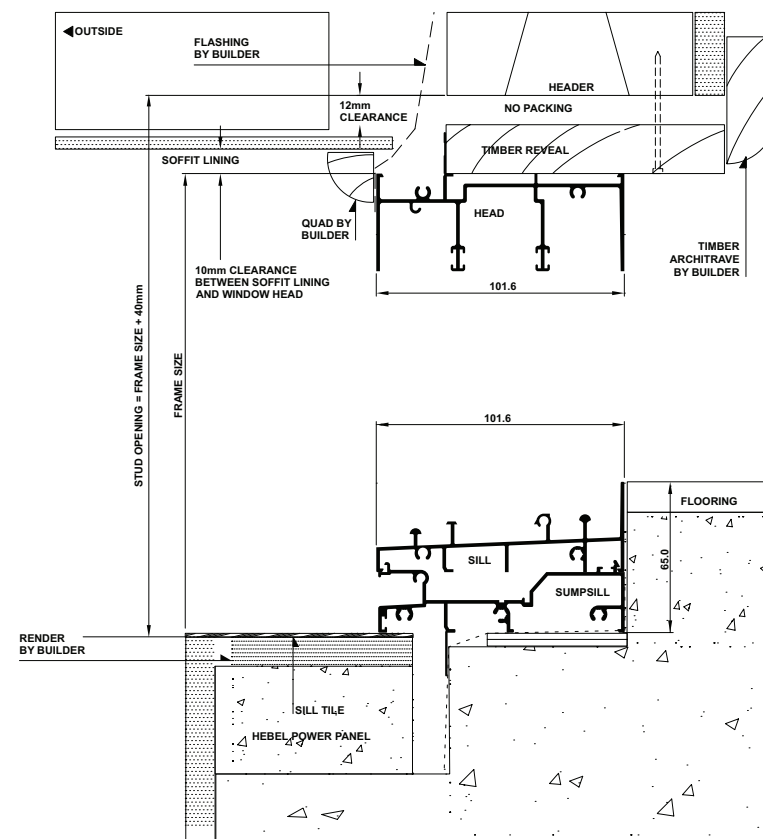 OUTSIDE
FLASHING
BY BUILDER
HEADER
12mm
CLEARANCE
NO PACKING
SOFFIT LINING
TIMBER REVEAL
HEAD
QUAD BY
BUILDER
TIMBER
ARCHITRAVE
BY BUILDER
10mm CLEARANCE
BETWEEN SOFFIT LINING
AND WINDOW HEAD
101.6
STUD OPENING = FRAME SIZE + 40mm
FRAME SIZE
101.6
FLOORING
65.0
SILL
SUMPSILL
RENDER
BY BUILDER
SILL TILE
HEBEL POWER PANEL